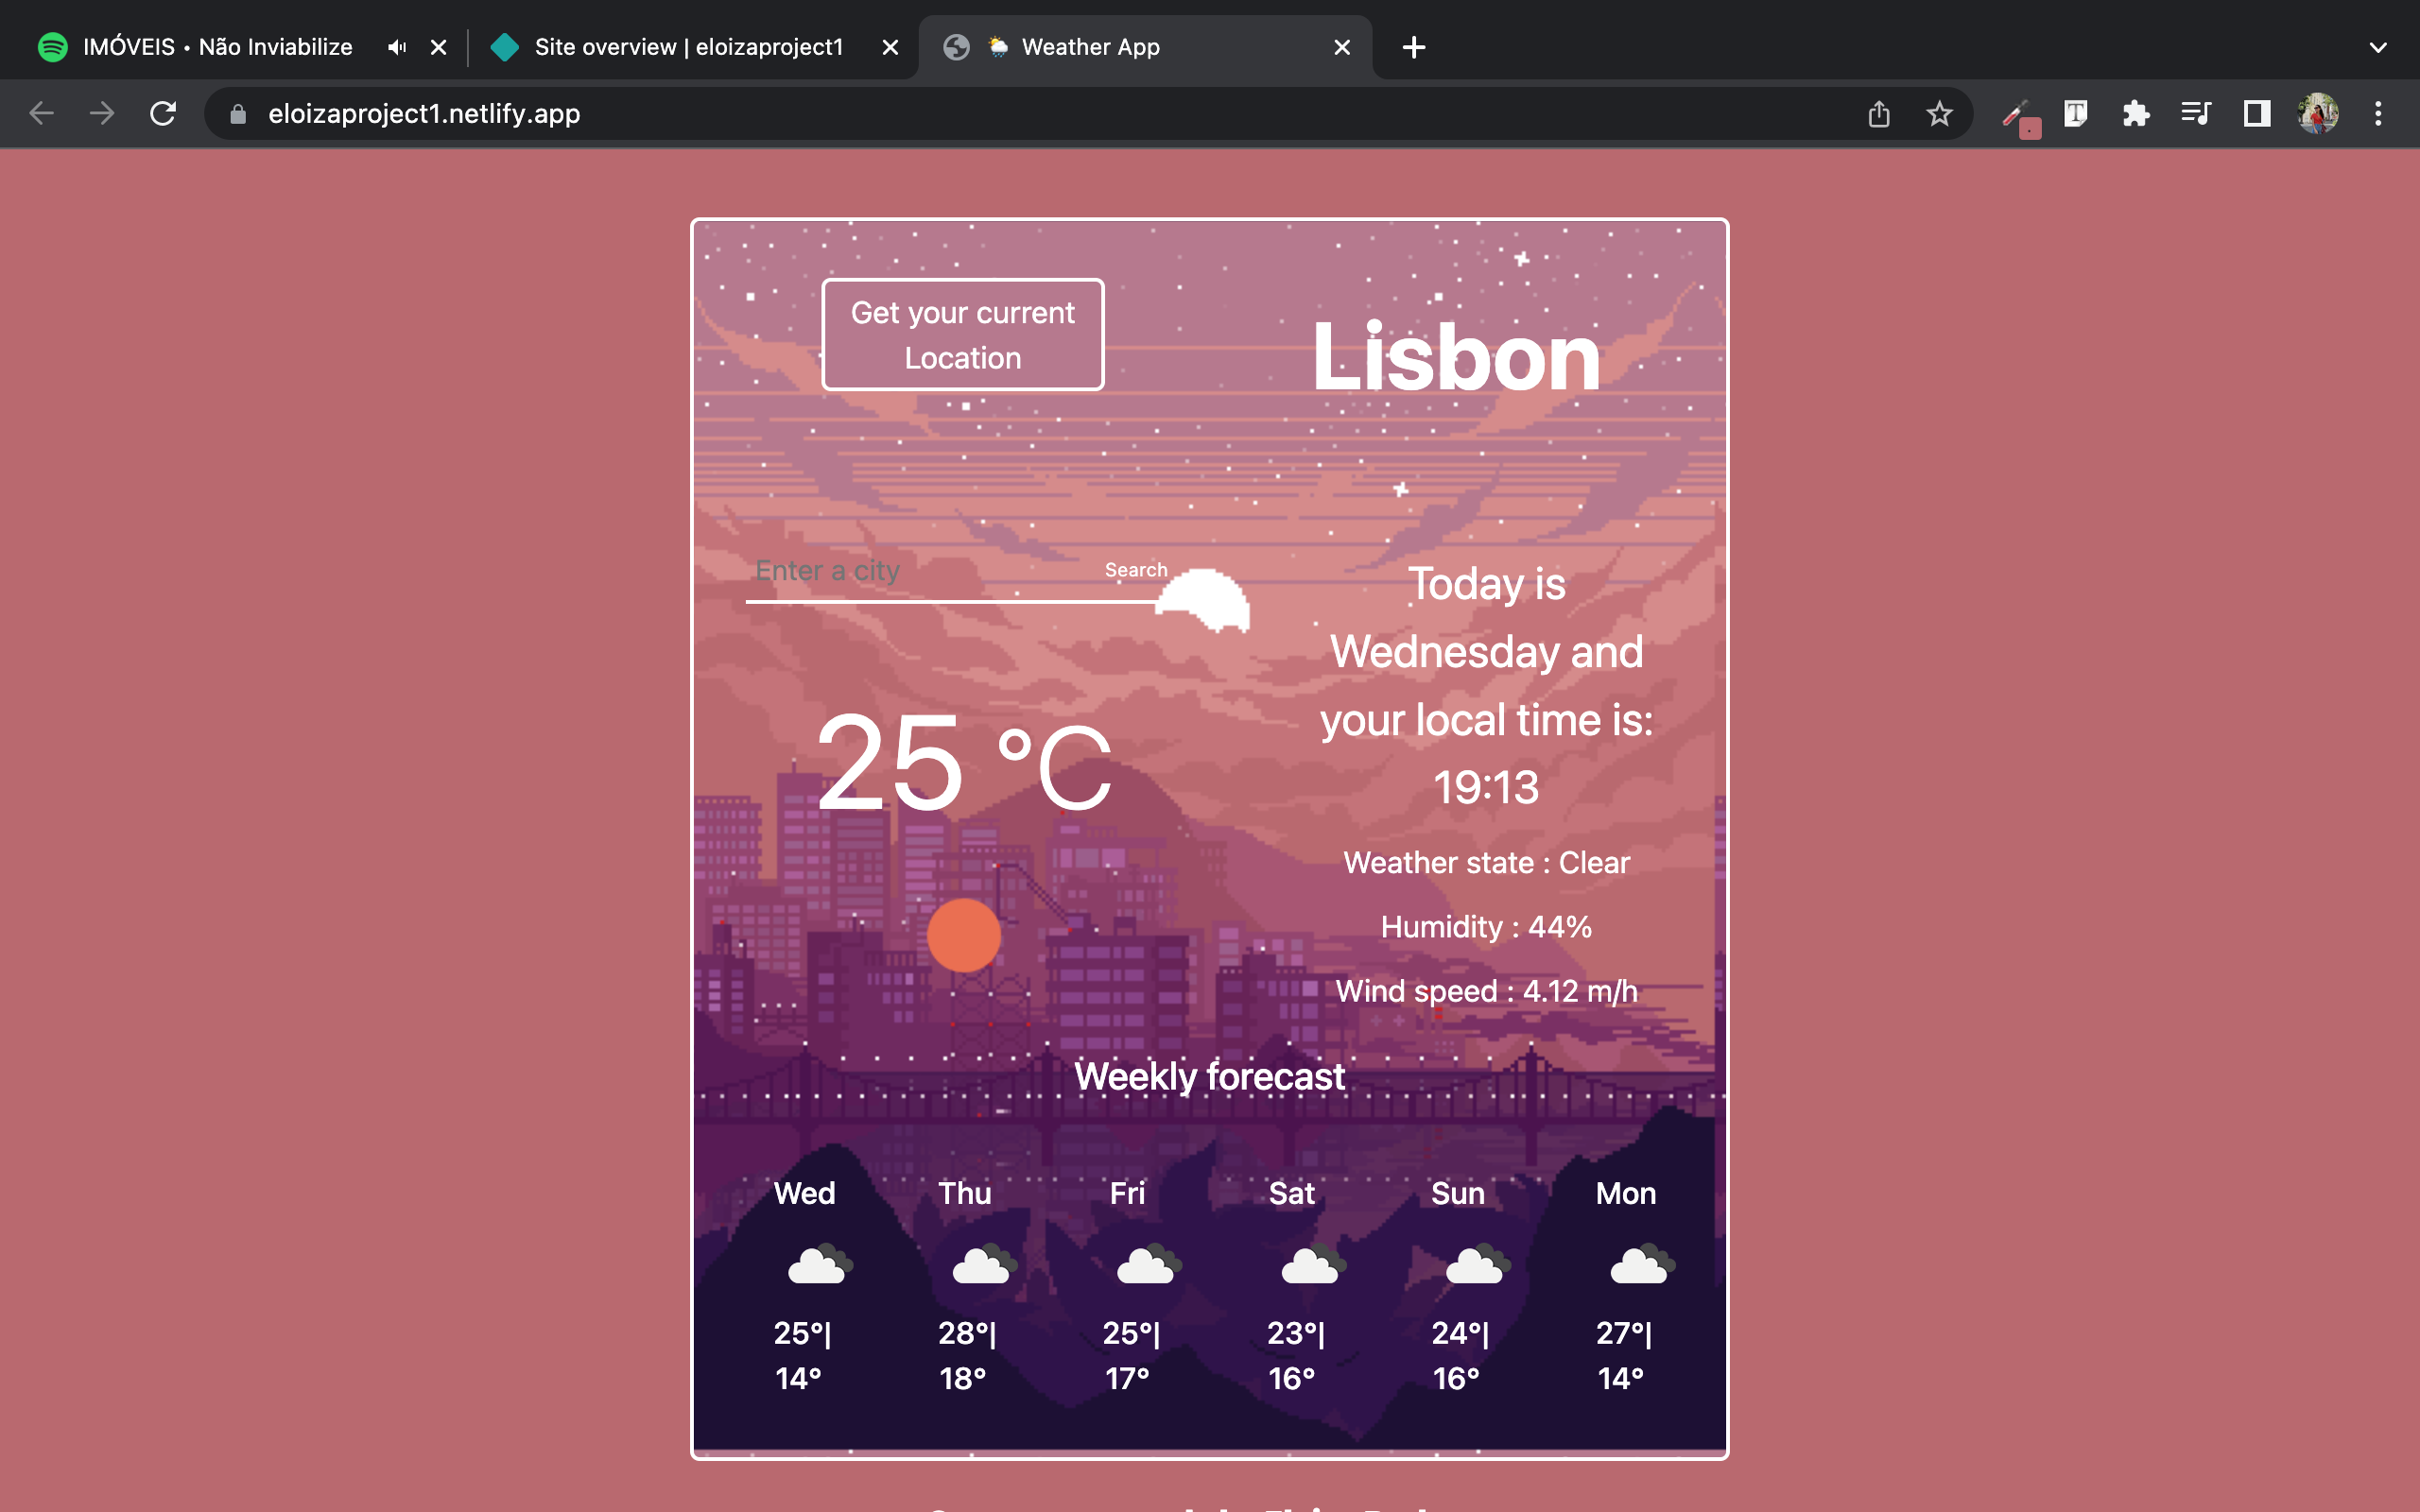 IMÓVEIS • Não Inviabilize
Site overview | eloizaproject1
Weather App
eloizaproject1.netlify.app
Get your current
Location
Lisbon
Enter a city
Search
Today is
Wednesday and
your local time is:
19:13
25 °C
Weather state : Clear
Humidity : 44%
Wind speed : 4.12 m/h
Weekly forecast
Wed Thu Fri Sat Sun Mon
25°| 28°| 25°| 23°| 24°| 27°|
14° 18° 17° 16° 16° 14°